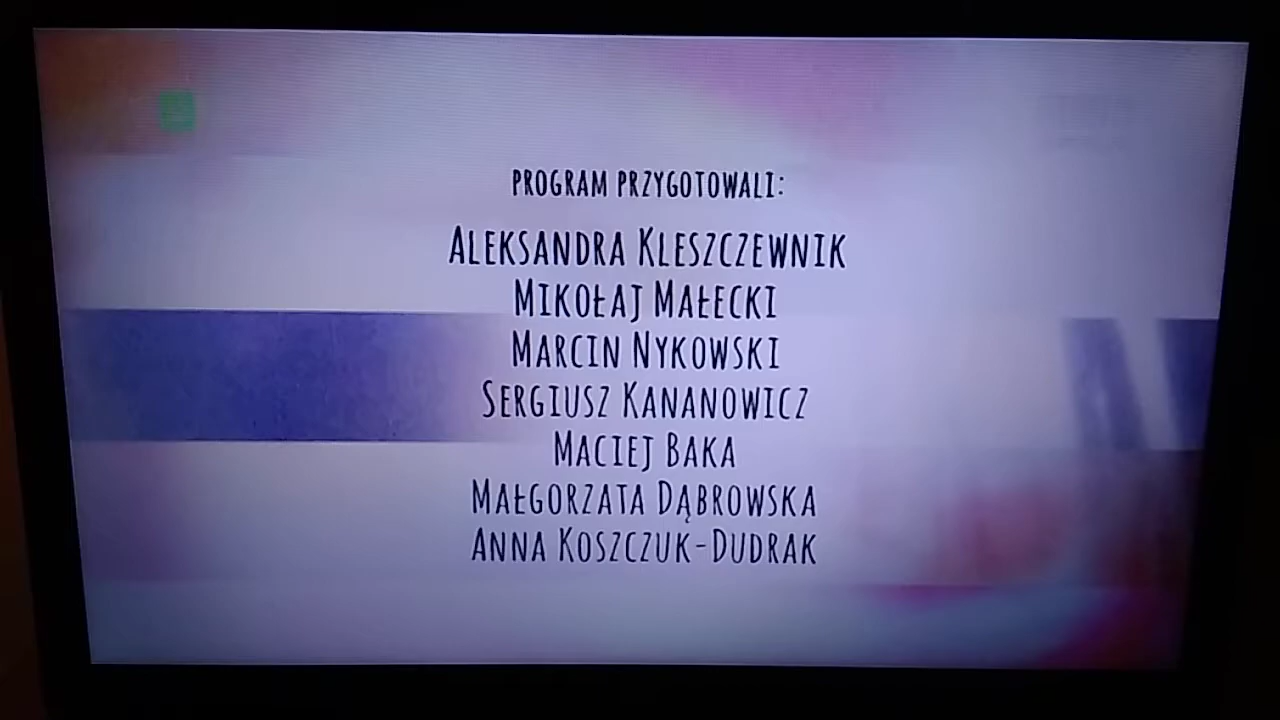 PROGRAM PRZYGOTOWALI:
ALEKSANDRA KLESZCZEWNIK
MIKOŁAJ MAŁECKI
MARCIN NYKOWSKI
SERGIUSZ KANANOWICZ
MACIEJ BAKA
MAŁGORZATA DĄBROWSKA
ANNA KOSZCZUK-DUDRAK